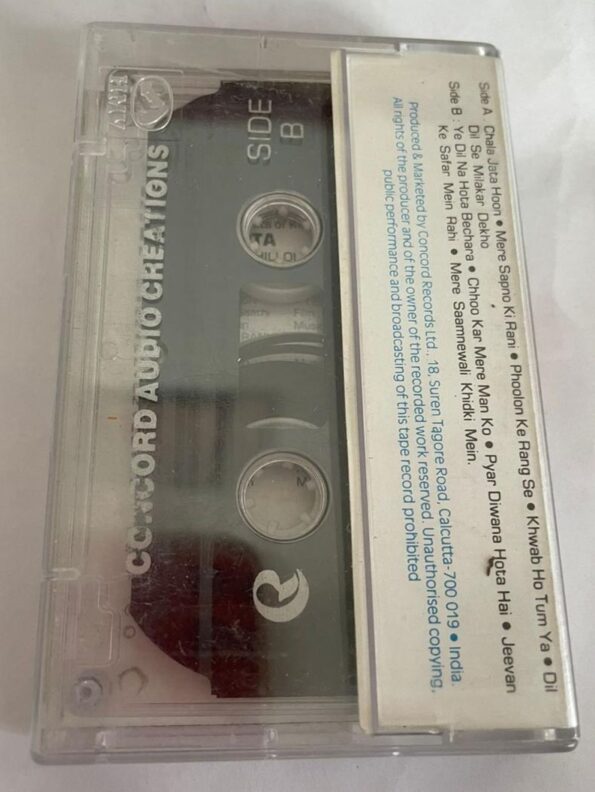 Side A : Chala Jata Hoon • Mere Sapno Ki Rani • Phoolon Ke Rang Se • Khwab Ho Tum Ya • Dil
Dil Se Milakar Dekho
Side B : Ye Dil Na Hota Bechara • Chhoo Kar Mere Man Ko • Pyar Diwana Hota Hai • Jeevan
Ke Safar Mein Rahi • Mere Saamnewali Khidki Mein.
Produced & Marketed by Concord Records Ltd., 18, Suren Tagore Road, Calcutta-700 019 • India.
All rights of the producer and of the owner of the recorded work reserved. Unauthorised copying,
public performance and broadcasting of this tape record prohibited
SIDE
B
TA
CONCORD AUDIO CREATIONS
HMV